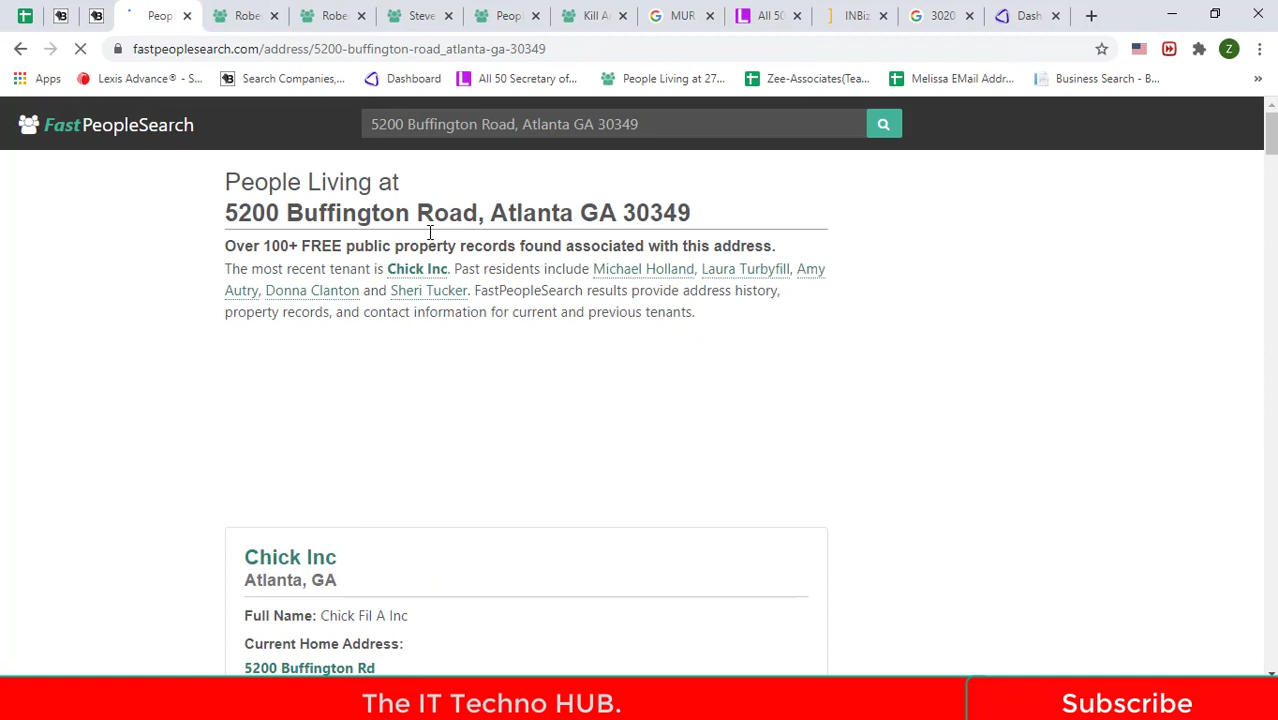 Peop
Robe
Robe
Steve
Peopl
Kill A
MUR
All 50
INBiz
3020
Dash
fastpeoplesearch.com/address/5200-buffington-road_atlanta-ga-30349
Z
Apps
Lexis Advance® - S...
Search Companies,...
Dashboard
All 50 Secretary of...
People Living at 27...
Zee-Associates(Tea...
Melissa EMail Addr...
Business Search - B...
»
FastPeopleSearch
5200 Buffington Road, Atlanta GA 30349
People Living at
5200 Buffington Road, Atlanta GA 30349
Over 100+ FREE public property records found associated with this address.
The most recent tenant is Chick Inc. Past residents include Michael Holland, Laura Turbyfill, Amy
Autry, Donna Clanton and Sheri Tucker. FastPeopleSearch results provide address history,
property records, and contact information for current and previous tenants.
Chick Inc
Atlanta, GA
Full Name: Chick Fil A Inc
Current Home Address:
5200 Buffington Rd
The IT Techno HUB.
Subscribe